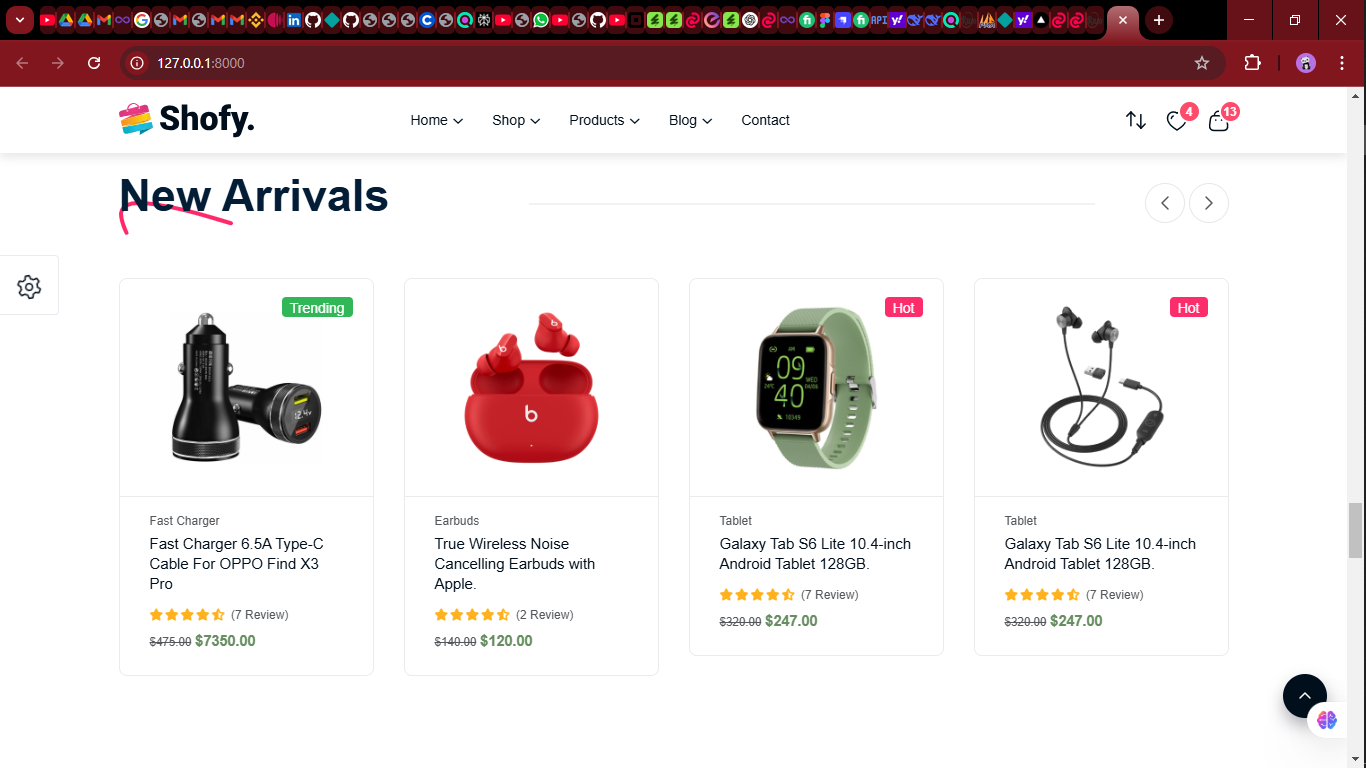 127.0.0.1:8000
Shofy.
Home
Shop
Products
Blog
Contact
4
13
New Arrivals
Trending
Hot
Hot
12.4v
09
40
Fast Charger
Fast Charger 6.5A Type-C
Cable For OPPO Find X3
Pro
(7 Review)
$475.00 $7350.00
Earbuds
True Wireless Noise
Cancelling Earbuds with
Apple.
(2 Review)
$140.00 $120.00
Tablet
Galaxy Tab S6 Lite 10.4-inch
Android Tablet 128GB.
(7 Review)
$320.00 $247.00
Tablet
Galaxy Tab S6 Lite 10.4-inch
Android Tablet 128GB.
(7 Review)
$320.00 $247.00